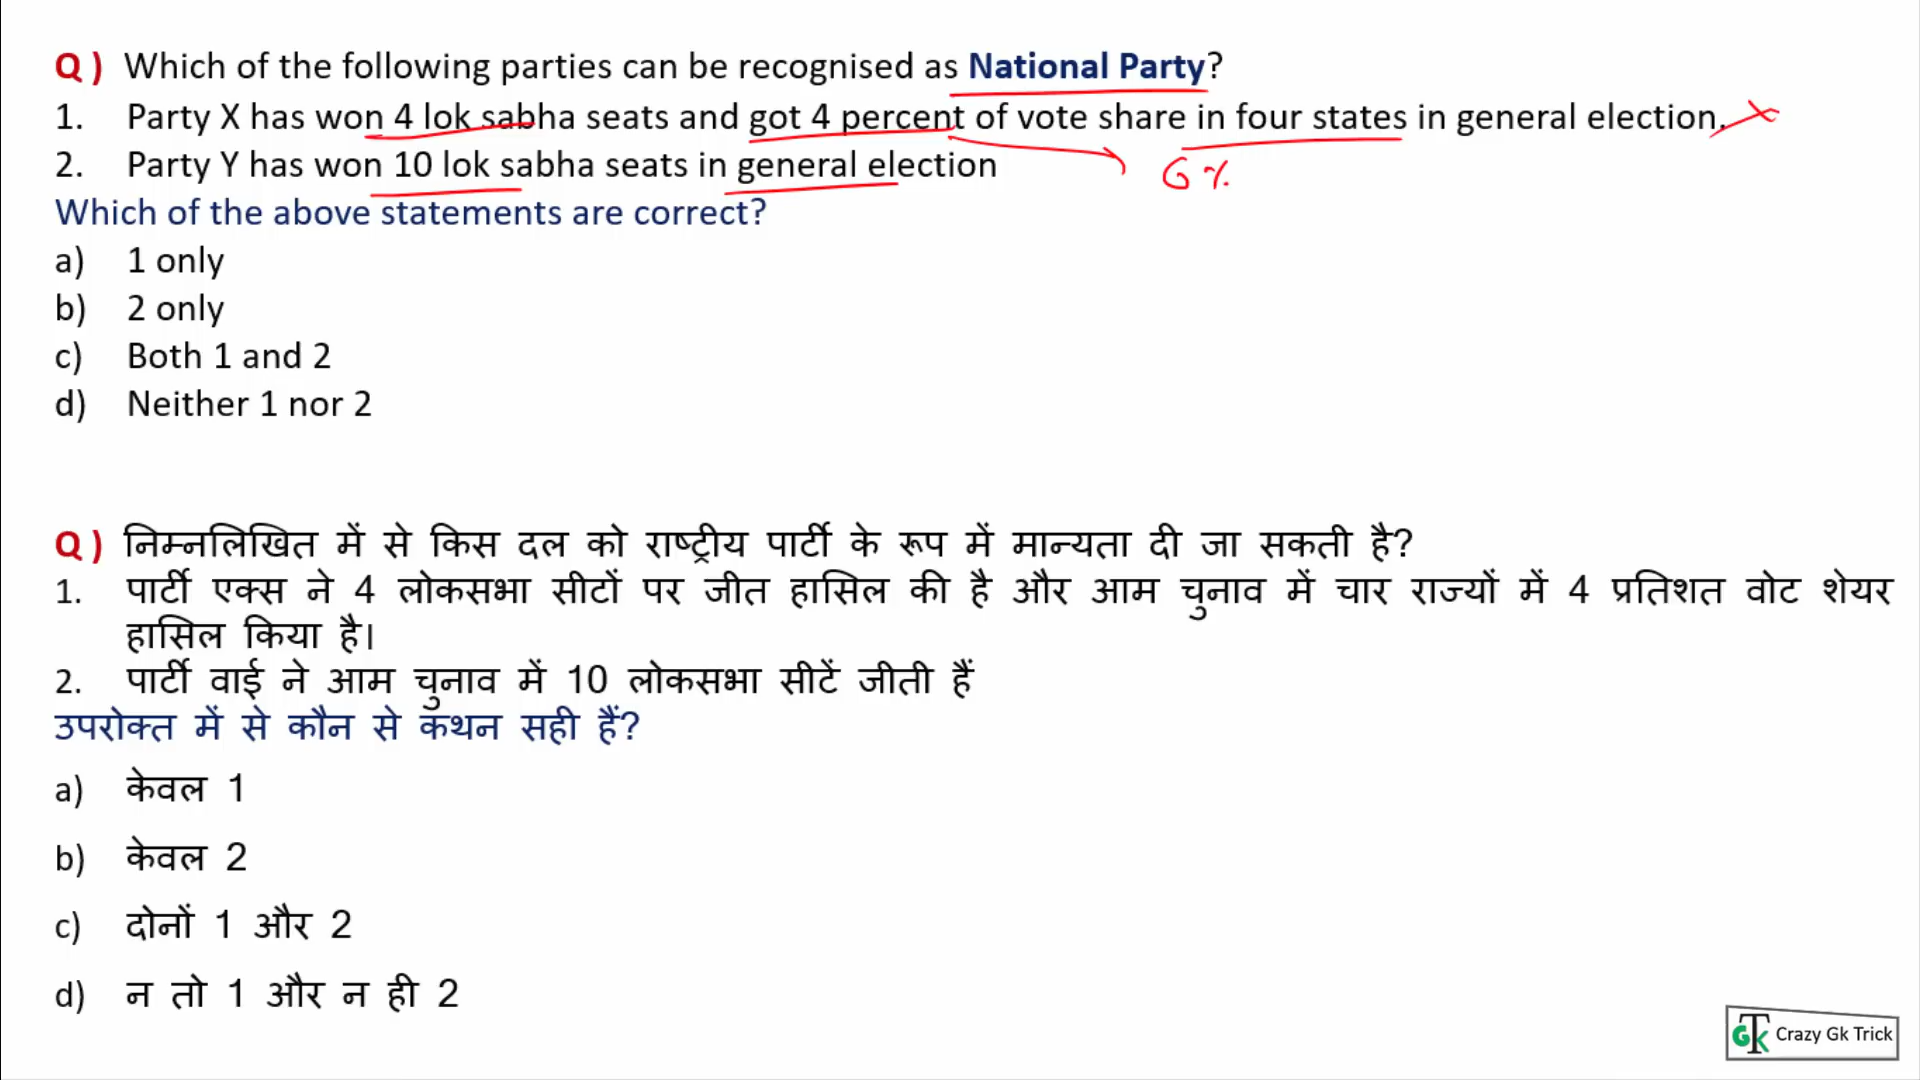 Q) Which of the following parties can be recognised as National Party?
1. Party X has won 4 lok sabha seats and got 4 percent of vote share in four states in general election.
6%
2. Party Y has won 10 lok sabha seats in general election
Which of the above statements are correct?
a) 1 only
b) 2 only
c) Both 1 and 2
d) Neither 1 nor 2
Q) निम्नलिखित में से किस दल को राष्ट्रीय पार्टी के रूप में मान्यता दी जा सकती है?
1. पार्टी एक्स ने 4 लोकसभा सीटों पर जीत हासिल की है और आम चुनाव में चार राज्यों में 4 प्रतिशत वोट शेयर
हासिल किया है।
2. पार्टी वाई ने आम चुनाव में 10 लोकसभा सीटें जीती हैं
उपरोक्त में से कौन से कथन सही हैं?
a) केवल 1
b) केवल 2
c) दोनों 1 और 2
d) न तो 1 और न ही 2
GTk Crazy Gk Trick